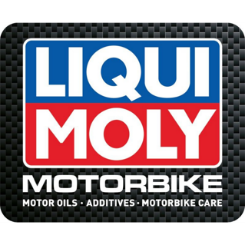 LIQUI
MOLY
MOTORBIKE
MOTOR OILS · ADDITIVES · MOTORBIKE CARE